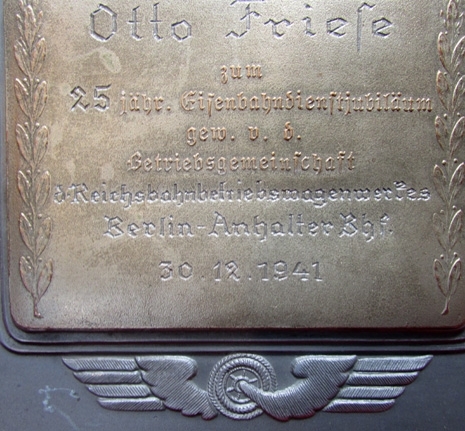 Otto Frieſe
zum
25 jähr. Eiſenbahndienſtjubiläum
gew. v. d.
Betriebsgemeinſchaft
d. Reichsbahnbetriebswagenwerkes
Berlin-Anhalter Bhf.
30.12.1941